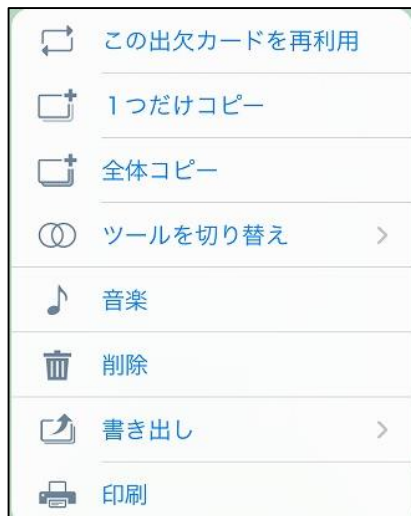 この出欠カードを再利用
１つだけコピー
全体コピー
ツールを切り替え
音楽
削除
書き出し
印刷